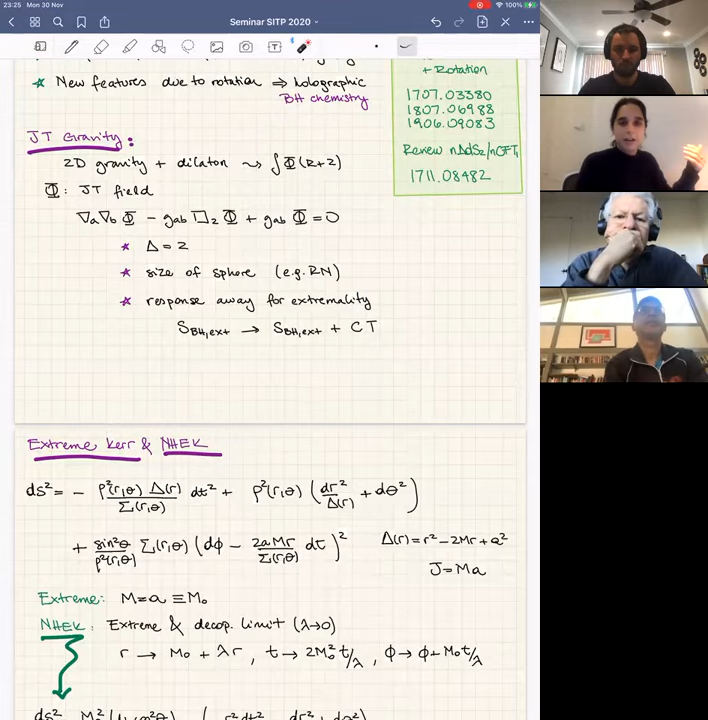 23:25 Mon 30 Nov
100%
Seminar SITP 2020
★ New features due to rotation ⇒ holographic
BH chemistry
+ Rotation
1707.03380
1807.06988
1906.09083
Review nAdS2/nCFT1
1711.08482
JT Gravity:
2D gravity + dilaton ⇝ ∫Φ(R+2)
Φ: JT field
∇a∇b Φ − gab □2 Φ + gab Φ = 0
★ Δ = 2
★ size of sphere (e.g. RN)
★ response away for extremality
SBH,ext → SBH,ext + CT
Extreme Kerr & NHEK
ds² = − ρ²(r,θ) Δ(r)/Σ(r,θ) dt² + ρ²(r,θ) (dr²/Δ(r) + dθ²)
+ sin²θ/ρ²(r,θ) Σ(r,θ) (dϕ − 2aMr/Σ(r,θ) dt)² Δ(r) = r² − 2Mr + a²
J = Ma
Extreme: M = a ≡ M₀
NHEK: Extreme & decop. limit (λ→0)
r → M₀ + λr , t → 2M₀² t/λ , ϕ → ϕ + M₀ t/λ